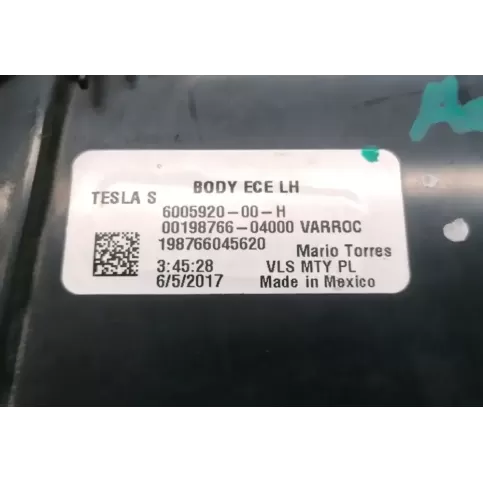 BODY ECE LH
TESLA S
6005920-00-H
00198766-04000 VARROC
198766045620
Mario Torres
3:45:28
VLS MTY PL
6/5/2017
Made in Mexico